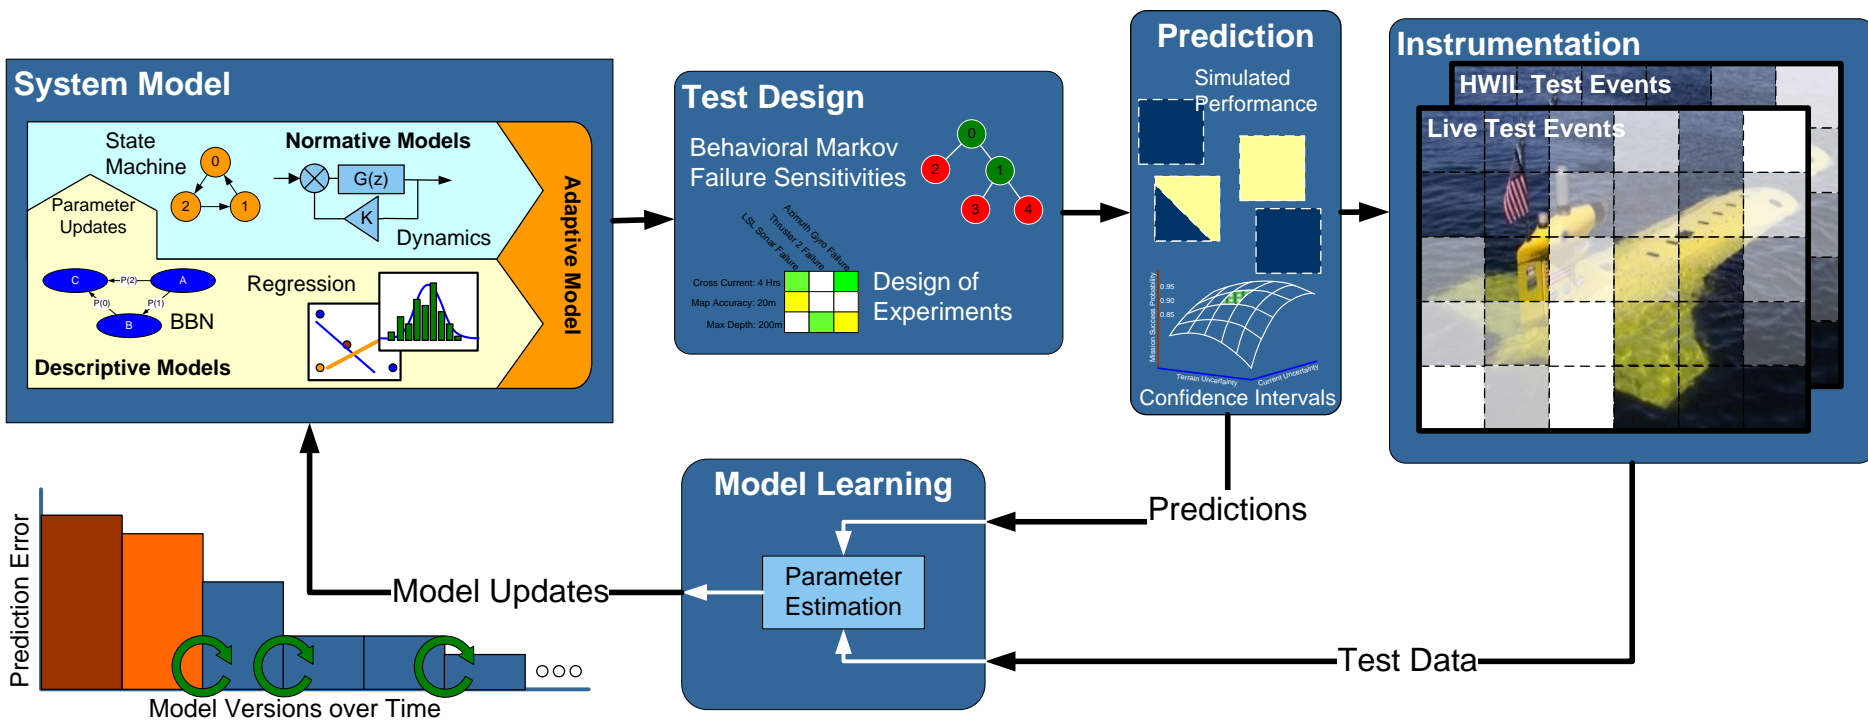 System Model
State
Machine
0
2
1
Normative Models
G(z)
K
Dynamics
Parameter
Updates
Adaptive Model
C
A
B
P(2)
P(0)
P(1)
BBN
Regression
Descriptive Models
Test Design
Behavioral Markov
Failure Sensitivities
0
2
1
3
4
Azimuth Gyro Failure
Thruster 2 Failure
LSL Sonar Failure
Cross Current: 4 Hrs
Map Accuracy: 20m
Max Depth: 200m
Design of
Experiments
Prediction
Simulated
Performance
Mission Success Probability
0.95
0.90
0.85
Terrain Uncertainty
Current Uncertainty
Confidence Intervals
Instrumentation
HWIL Test Events
Live Test Events
Model Learning
Parameter
Estimation
Predictions
Test Data
Model Updates
Prediction Error
Model Versions over Time